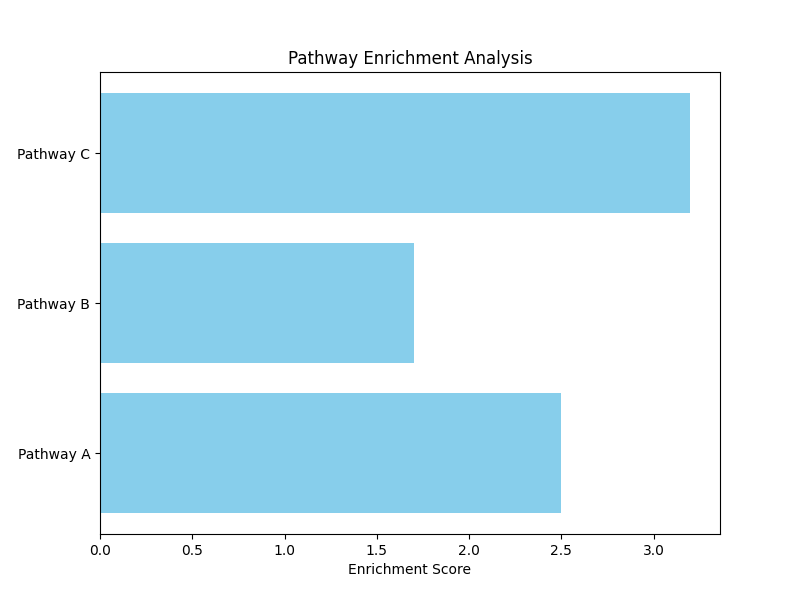 Pathway Enrichment Analysis
Pathway C
Pathway B
Pathway A
0.0 0.5 1.0 1.5 2.0 2.5 3.0
Enrichment Score